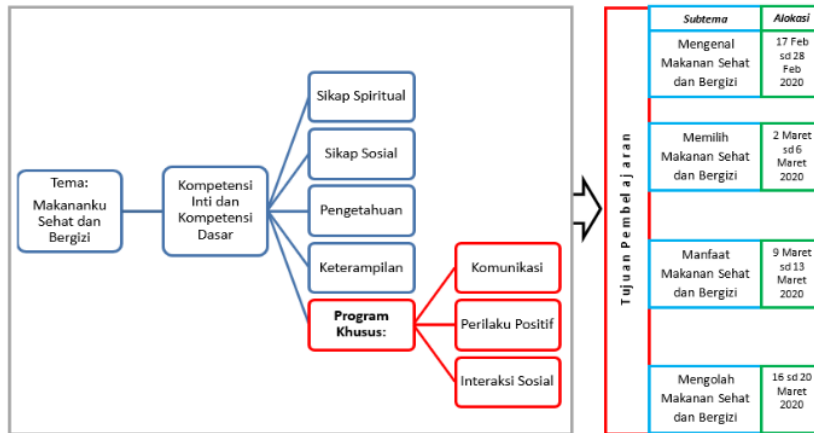 Tema:
Makananku
Sehat dan
Bergizi
Kompetensi
Inti dan
Kompetensi
Dasar
Sikap Spiritual
Sikap Sosial
Pengetahuan
Keterampilan
Program
Khusus:
Komunikasi
Perilaku Positif
Interaksi Sosial
Tujuan Pembelajaran
Subtema
Alokasi
Mengenal
Makanan Sehat
dan Bergizi
17 Feb
sd 28
Feb
2020
Memilih
Makanan Sehat
dan Bergizi
2 Maret
sd 6
Maret
2020
Manfaat
Makanan Sehat
dan Bergizi
9 Maret
sd 13
Maret
2020
Mengolah
Makanan Sehat
dan Bergizi
16 sd 20
Maret
2020